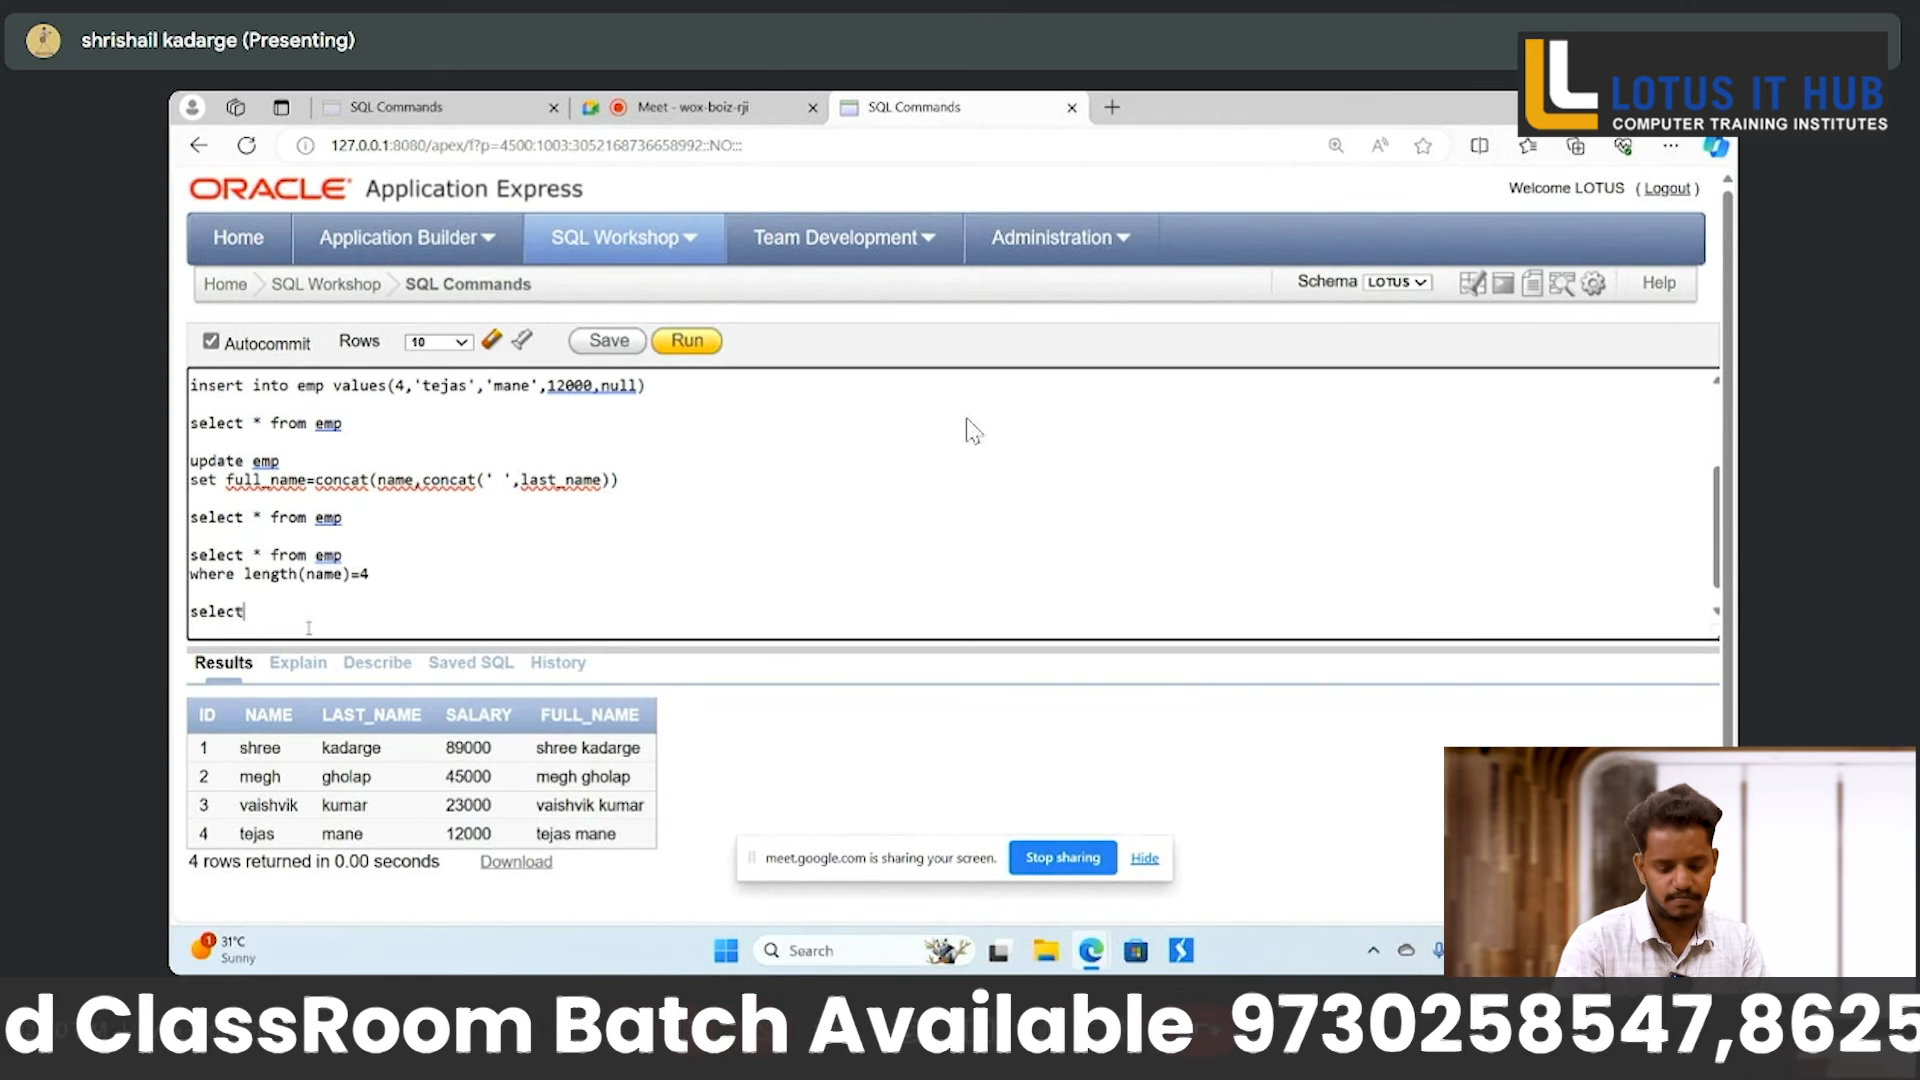 shrishail kadarge (Presenting)
LOTUS IT HUB
COMPUTER TRAINING INSTITUTES
SQL Commands
Meet - wox-boiz-rji
SQL Commands
127.0.0.1:8080/apex/f?p=4500:1003:3052168736658992::NO:::
ORACLE Application Express
Welcome LOTUS ( Logout )
Home Application Builder SQL Workshop Team Development Administration
Home SQL Workshop SQL Commands
Schema LOTUS Help
Autocommit Rows 10 Save Run
insert into emp values(4,'tejas','mane',12000,null)
select * from emp
update emp
set full_name=concat(name,concat(' ',last_name))
select * from emp
select * from emp
where length(name)=4
select
Results Explain Describe Saved SQL History
ID NAME LAST_NAME SALARY FULL_NAME
1 shree kadarge 89000 shree kadarge
2 megh gholap 45000 megh gholap
3 vaishvik kumar 23000 vaishvik kumar
4 tejas mane 12000 tejas mane
4 rows returned in 0.00 seconds Download
meet.google.com is sharing your screen. Stop sharing Hide
1
31°C
Sunny
Search
d ClassRoom Batch Available 9730258547,8625